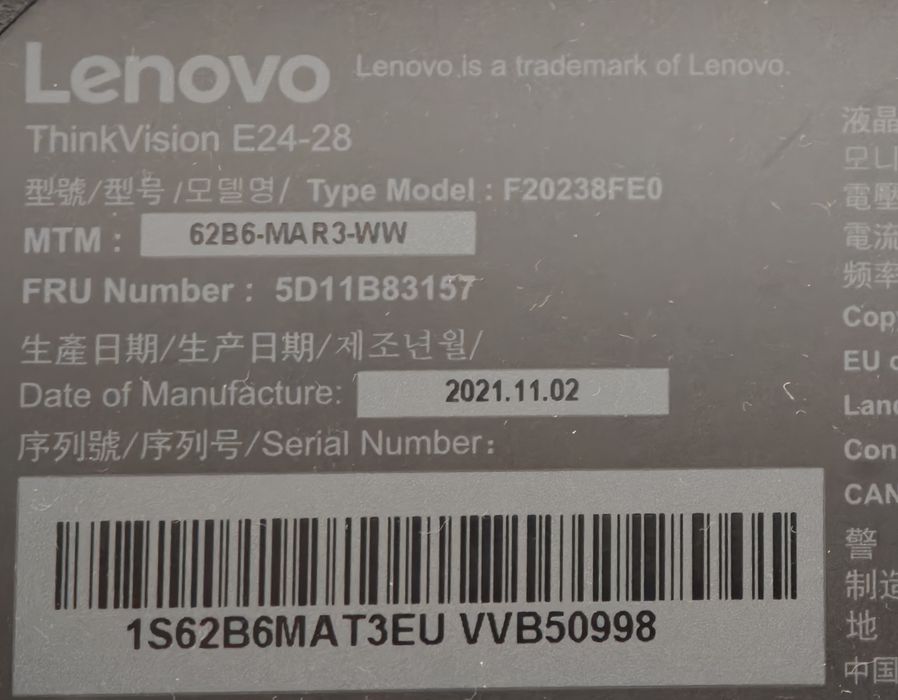 Lenovo Lenovo is a trademark of Lenovo.
ThinkVision E24-28
型號/型号 /모델명/ Type Model : F20238FE0
MTM : 62B6-MAR3-WW
FRU Number : 5D11B83157
生產日期/生产日期/제조년월/
Date of Manufacture: 2021.11.02
序列號/序列号/Serial Number:
1S62B6MAT3EU VVB50998
液晶
모니
電壓
電流
频率
Cop
EU
Land
Con
CAN
警
制造
地
中国